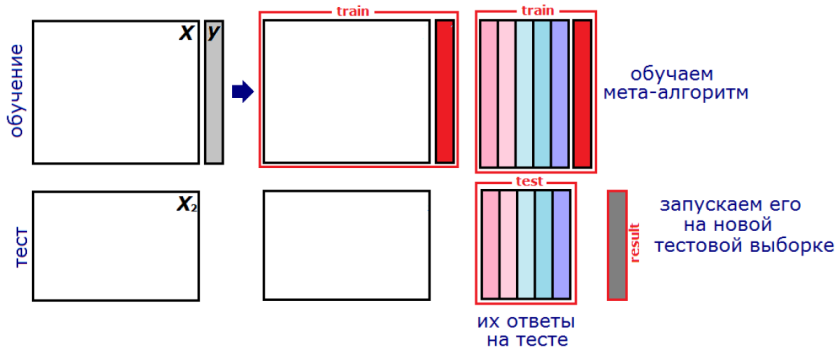 обучение
X
y
train
train
обучаем
мета-алгоритм
тест
X₂
test
result
запускаем его
на новой
тестовой выборке
их ответы
на тесте